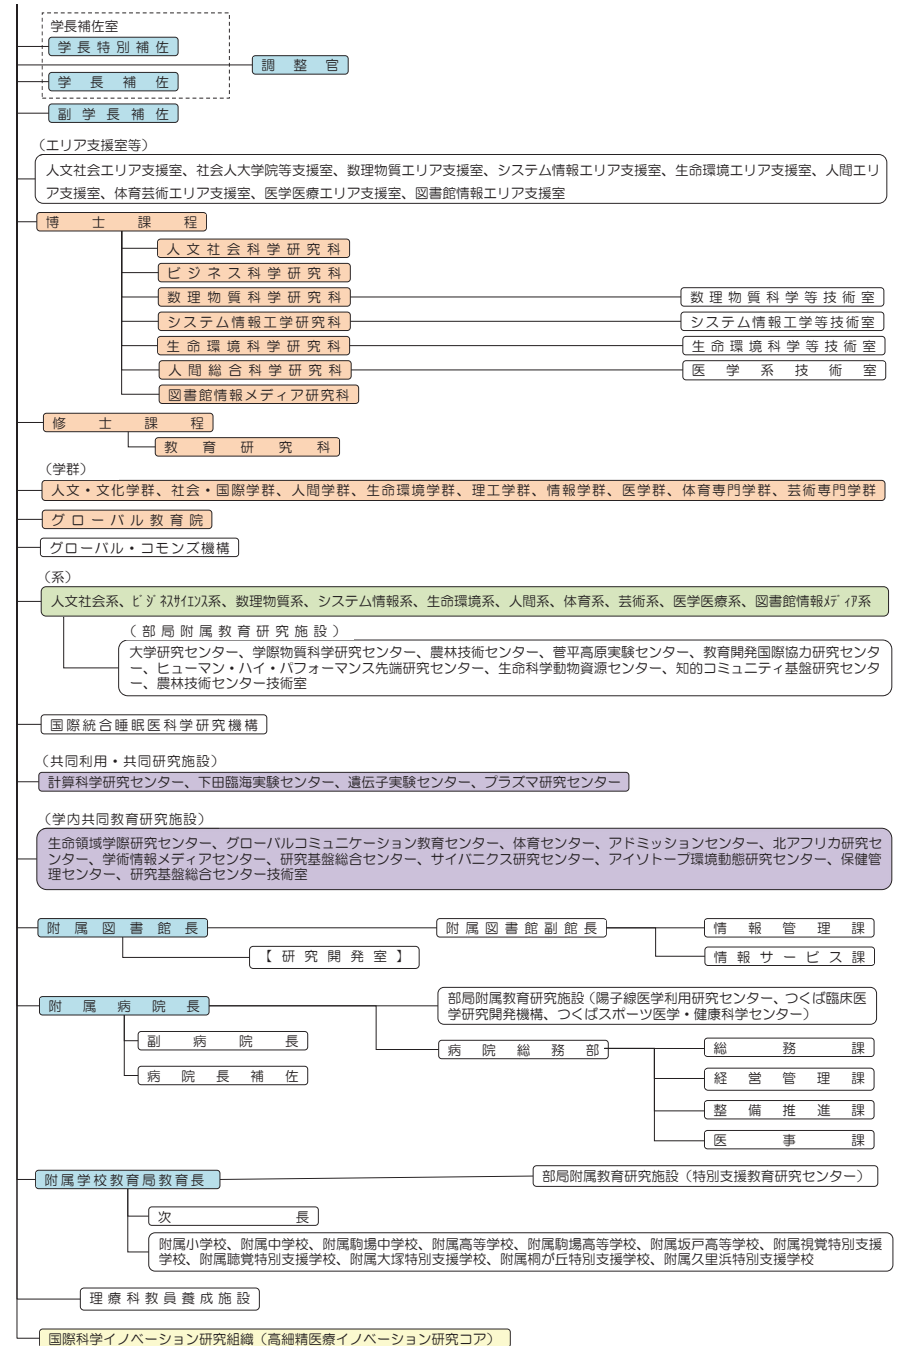 学長補佐室
学長特別補佐
調整官
学長補佐
副学長補佐
（エリア支援室等）
人文社会エリア支援室、社会人大学院等支援室、数理物質エリア支援室、システム情報エリア支援室、生命環境エリア支援室、人間エリ
ア支援室、体育芸術エリア支援室、医学医療エリア支援室、図書館情報エリア支援室
博士課程
人文社会科学研究科
ビジネス科学研究科
数理物質科学研究科
数理物質科学等技術室
システム情報工学研究科
システム情報工学等技術室
生命環境科学研究科
生命環境科学等技術室
人間総合科学研究科
医学系技術室
図書館情報メディア研究科
修士課程
教育研究科
（学群）
人文・文化学群、社会・国際学群、人間学群、生命環境学群、理工学群、情報学群、医学群、体育専門学群、芸術専門学群
グローバル教育院
グローバル・コモンズ機構
（系）
人文社会系、ビジネスサイエンス系、数理物質系、システム情報系、生命環境系、人間系、体育系、芸術系、医学医療系、図書館情報メディア系
（部局附属教育研究施設）
大学研究センター、学際物質科学研究センター、農林技術センター、菅平高原実験センター、教育開発国際協力研究センタ
ー、ヒューマン・ハイ・パフォーマンス先端研究センター、生命科学動物資源センター、知的コミュニティ基盤研究センタ
ー、農林技術センター技術室
国際統合睡眠医科学研究機構
（共同利用・共同研究施設）
計算科学研究センター、下田臨海実験センター、遺伝子実験センター、プラズマ研究センター
（学内共同教育研究施設）
生命領域学際研究センター、グローバルコミュニケーション教育センター、体育センター、アドミッションセンター、北アフリカ研究セ
ンター、学術情報メディアセンター、研究基盤総合センター、サイバニクス研究センター、アイソトープ環境動態研究センター、保健管
理センター、研究基盤総合センター技術室
附属図書館長
附属図書館副館長
情報管理課
【研究開発室】
情報サービス課
附属病院長
部局附属教育研究施設（陽子線医学利用研究センター、つくば臨床医
学研究開発機構、つくばスポーツ医学・健康科学センター）
副病院長
病院総務部
総務課
病院長補佐
経営管理課
整備推進課
医事課
附属学校教育局教育長
部局附属教育研究施設（特別支援教育研究センター）
次長
附属小学校、附属中学校、附属駒場中学校、附属高等学校、附属駒場高等学校、附属坂戸高等学校、附属視覚特別支援
学校、附属聴覚特別支援学校、附属大塚特別支援学校、附属桐が丘特別支援学校、附属久里浜特別支援学校
理療科教員養成施設
国際科学イノベーション研究組織（高細精医療イノベーション研究コア）